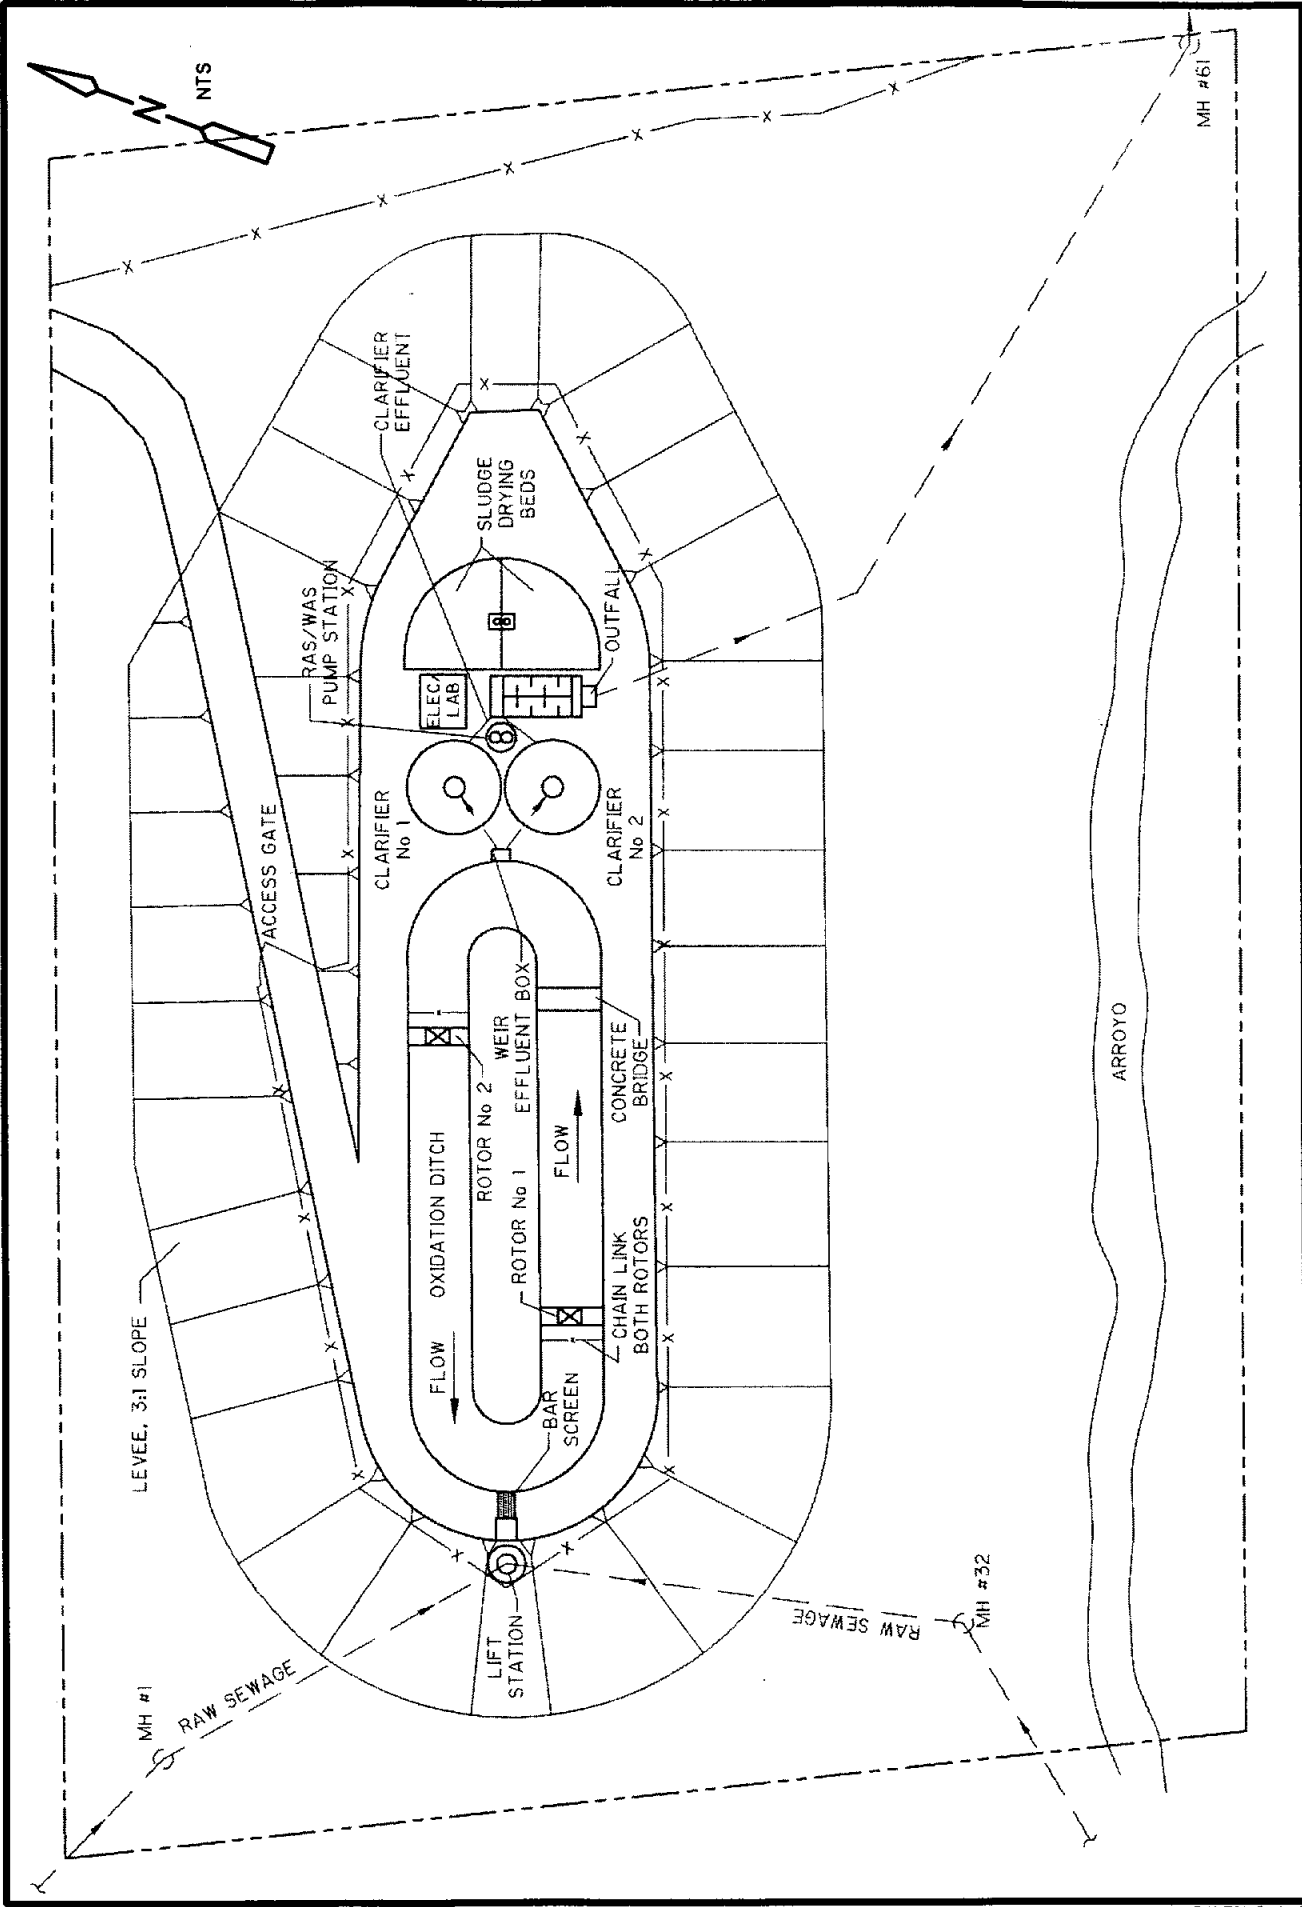 N
NTS
MH #61
CLARIFIER
EFFLUENT
SLUDGE
DRYING
BEDS
RAS/WAS
PUMP STATION
OUTFALL
ELEC/
LAB
ACCESS GATE
CLARIFIER
No 1
CLARIFIER
No 2
WEIR
EFFLUENT BOX
CONCRETE
BRIDGE
ROTOR No 2
ROTOR No 1
OXIDATION DITCH
FLOW
FLOW
CHAIN LINK
BOTH ROTORS
BAR
SCREEN
ARROYO
LEVEE, 3:1 SLOPE
LIFT
STATION
MH #1
RAW SEWAGE
RAW SEWAGE
MH #32